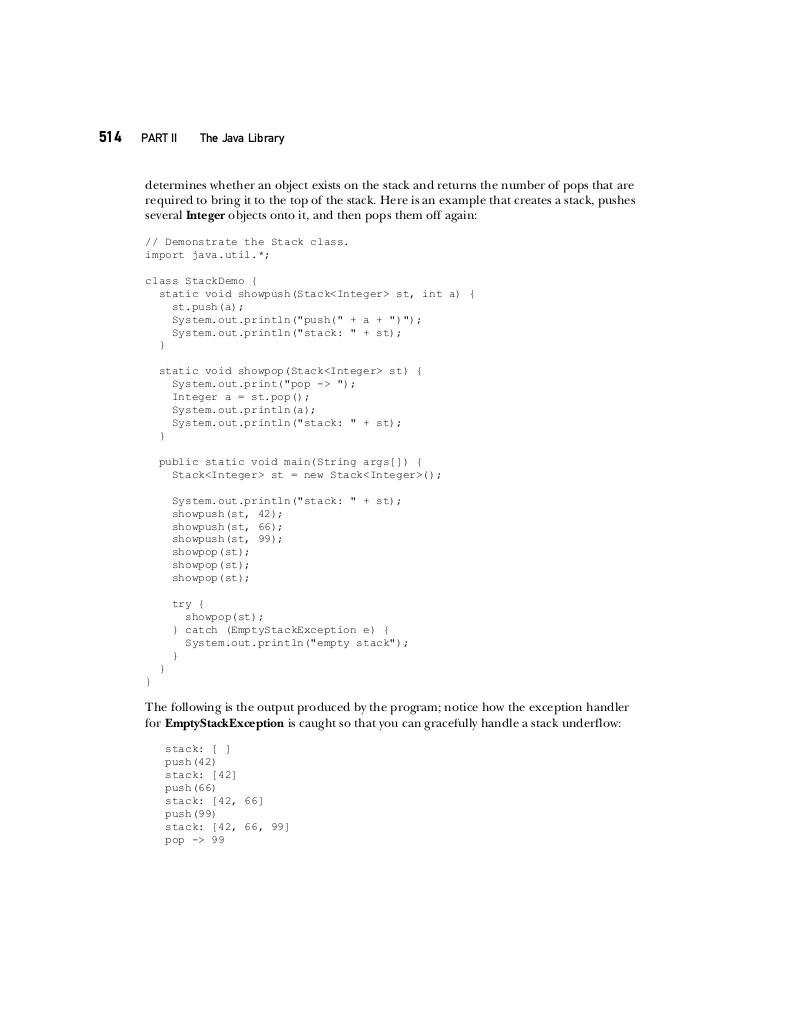 514 PART II The Java Library
determines whether an object exists on the stack and returns the number of pops that are
required to bring it to the top of the stack. Here is an example that creates a stack, pushes
several Integer objects onto it, and then pops them off again:
// Demonstrate the Stack class.
import java.util.*;
class StackDemo {
static void showpush(Stack<Integer> st, int a) {
st.push(a);
System.out.println("push(" + a + ")");
System.out.println("stack: " + st);
}
static void showpop(Stack<Integer> st) {
System.out.print("pop -> ");
Integer a = st.pop();
System.out.println(a);
System.out.println("stack: " + st);
}
public static void main(String args[]) {
Stack<Integer> st = new Stack<Integer>();
System.out.println("stack: " + st);
showpush(st, 42);
showpush(st, 66);
showpush(st, 99);
showpop(st);
showpop(st);
showpop(st);
try {
showpop(st);
} catch (EmptyStackException e) {
System.out.println("empty stack");
}
}
}
The following is the output produced by the program; notice how the exception handler
for EmptyStackException is caught so that you can gracefully handle a stack underflow:
stack: [ ]
push(42)
stack: [42]
push(66)
stack: [42, 66]
push(99)
stack: [42, 66, 99]
pop -> 99